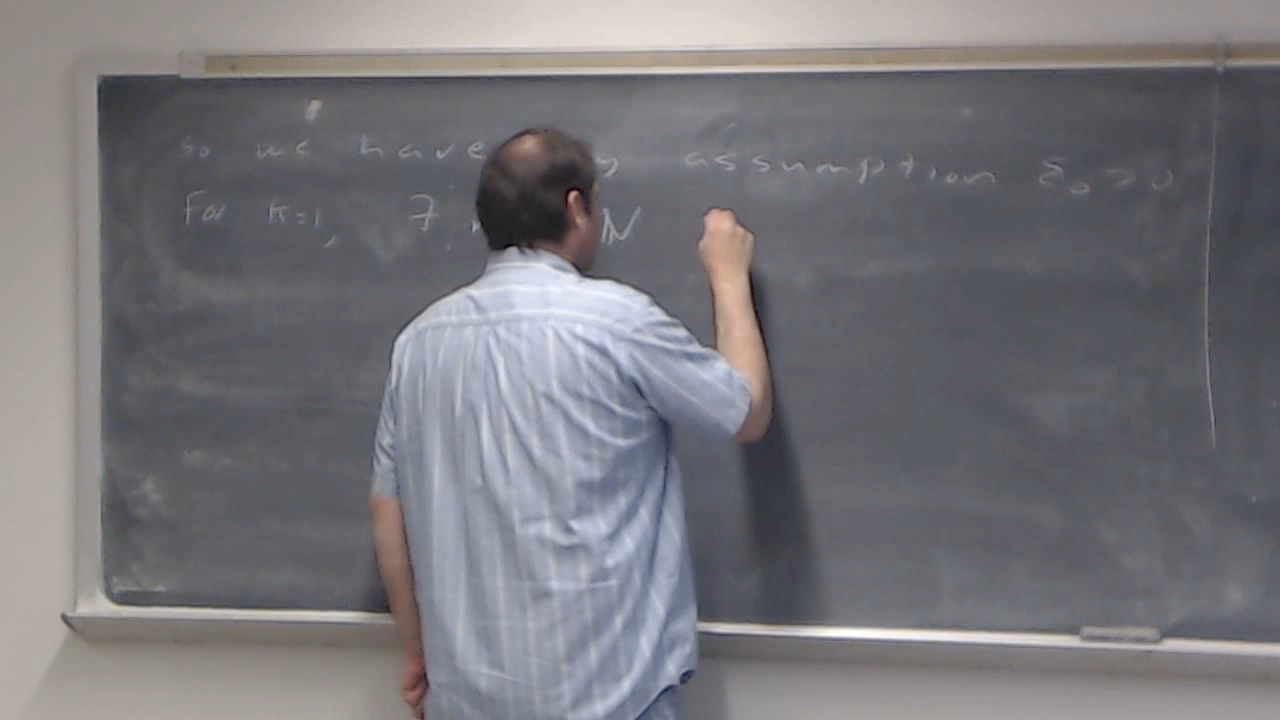 so we have assumption ε₀ > 0
For K=1, ∃ N